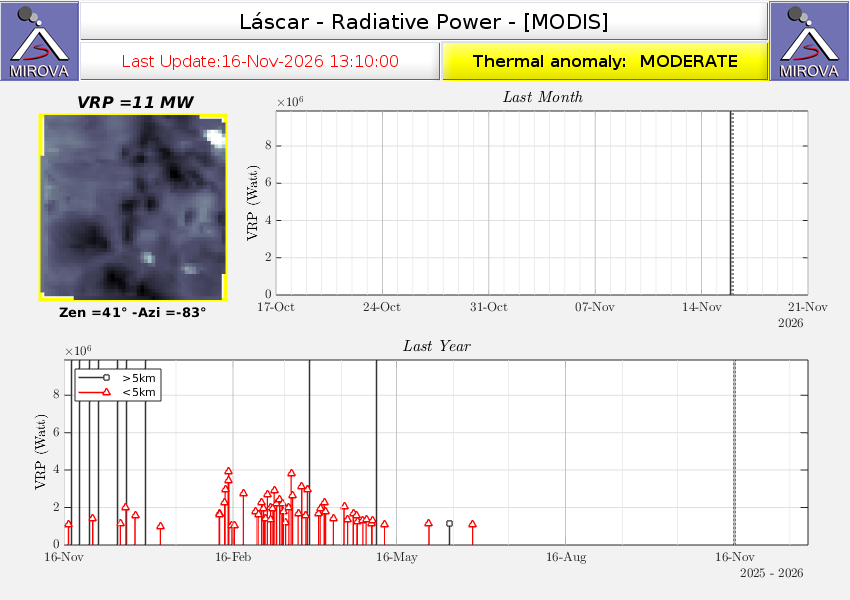 Láscar - Radiative Power - [MODIS]
MIROVA
Last Update:16-Nov-2026 13:10:00
Thermal anomaly: MODERATE
MIROVA
VRP =11 MW
Zen =41° -Azi =-83°
Last Month
×10⁶
VRP (Watt)
8
6
4
2
0
17-Oct 24-Oct 31-Oct 07-Nov 14-Nov 21-Nov
2026
Last Year
×10⁶
VRP (Watt)
>5km
<5km
8
6
4
2
0
16-Nov 16-Feb 16-May 16-Aug 16-Nov
2025 - 2026